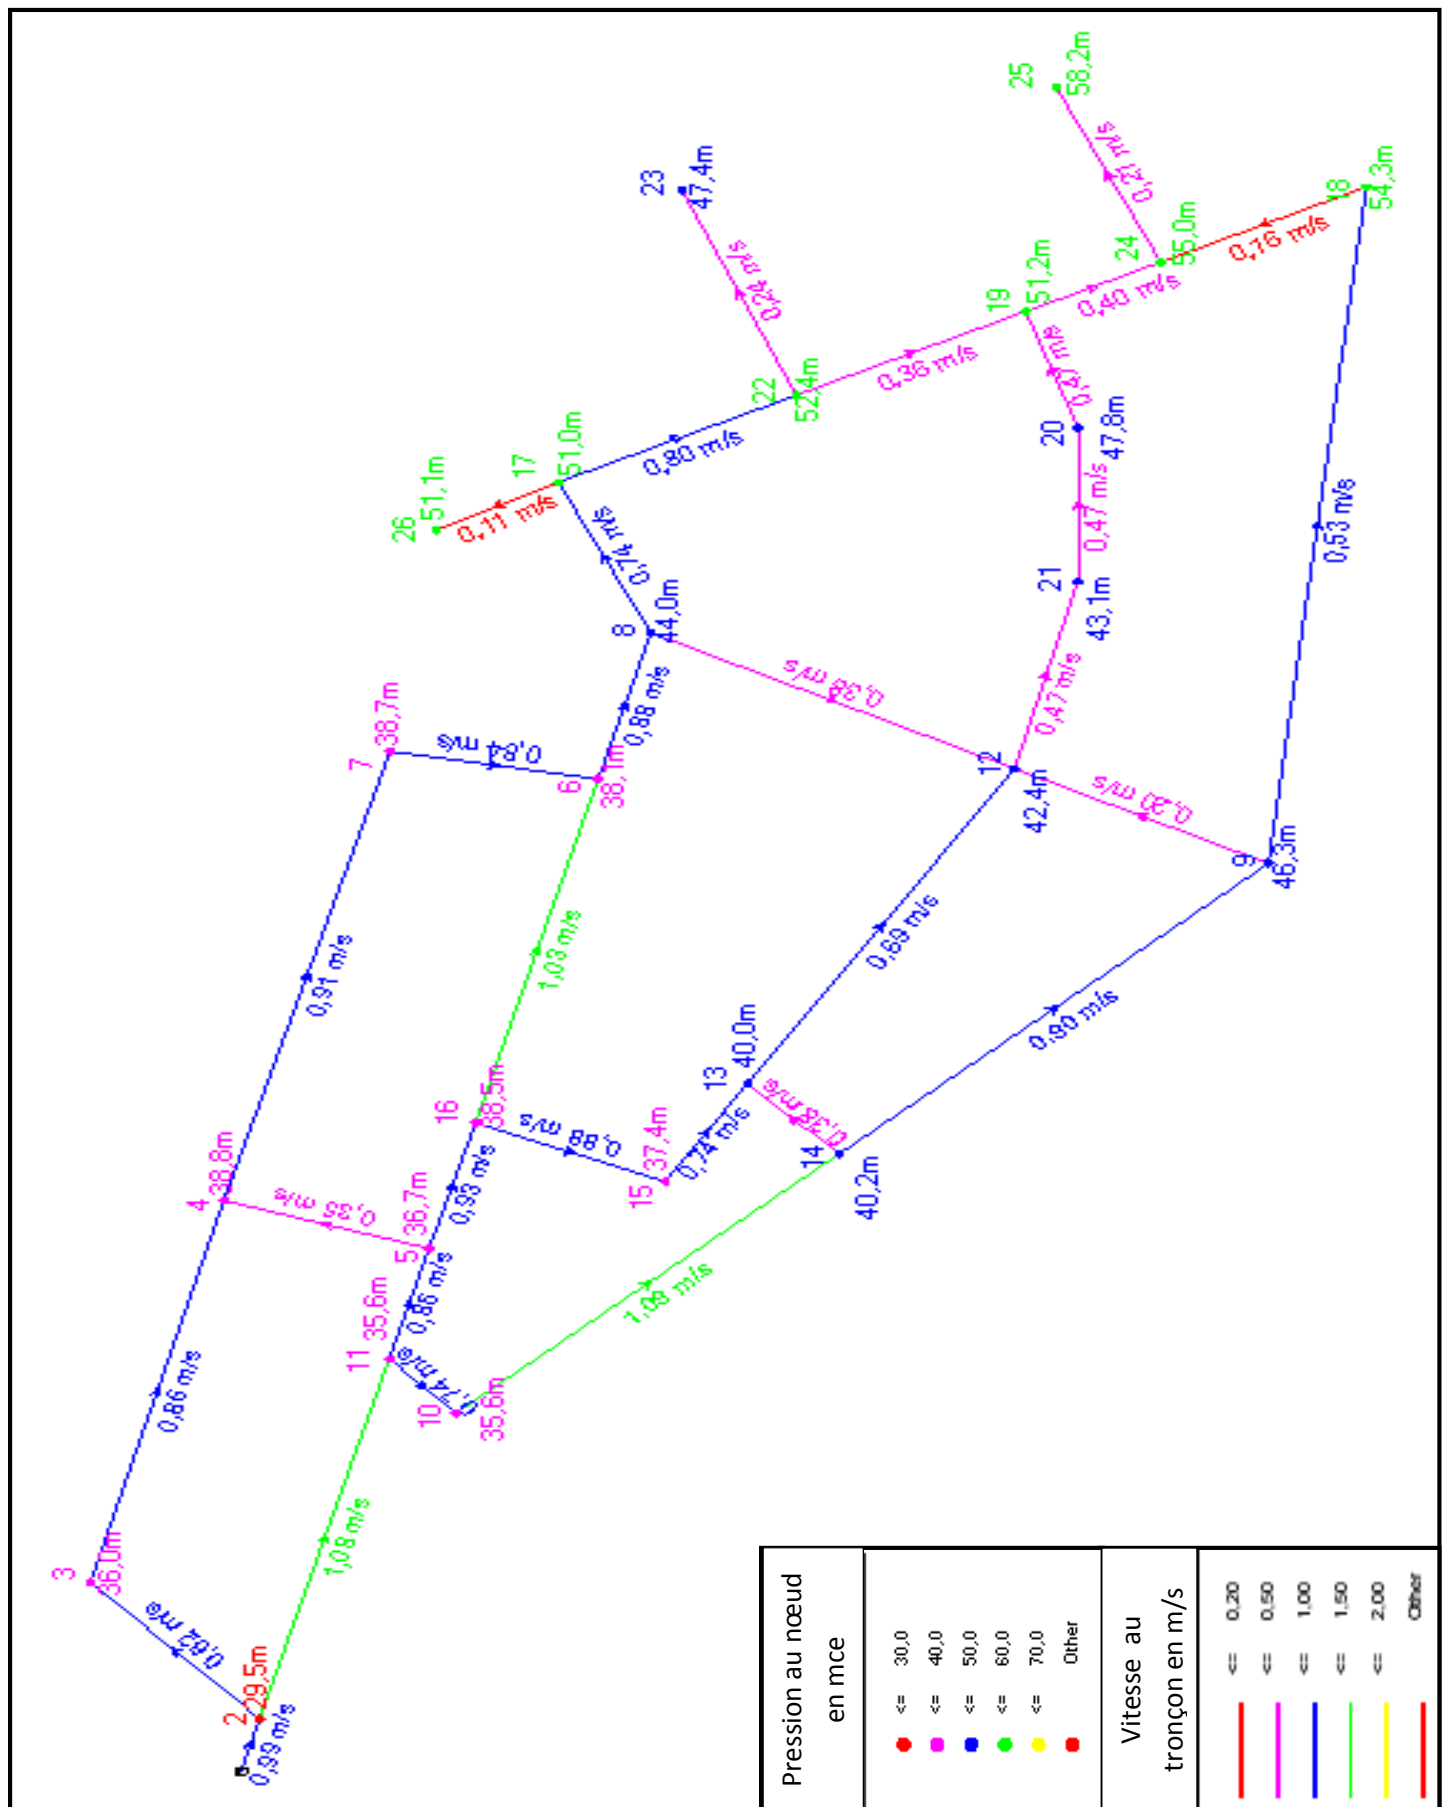 25
58,2m
0,21 m/s
23
47,4m
0,24 m/s
18
54,3m
0,16 m/s
24
55,0m
0,40 m/s
19
51,2m
0,36 m/s
22
52,4m
0,47 m/s
20
47,8m
0,80 m/s
17
51,0m
26
51,1m
0,11 m/s
0,74 m/s
0,47 m/s
0,53 m/s
21
43,1m
8
44,0m
0,38 m/s
0,47 m/s
0,88 m/s
7
38,7m
0,84 m/s
6
38,1m
12
42,4m
0,20 m/s
9
46,3m
0,91 m/s
1,03 m/s
0,69 m/s
0,90 m/s
13
40,0m
0,38 m/s
14
40,2m
16
38,5m
0,88 m/s
0,74 m/s
15
37,4m
4
38,8m
0,93 m/s
5
36,7m
0,86 m/s
11
35,6m
0,74 m/s
10
35,6m
0,86 m/s
1,08 m/s
3
36,0m
0,62 m/s
2
29,5m
0,99 m/s
Pression au nœud
en mce
<= 30,0
<= 40,0
<= 50,0
<= 60,0
<= 70,0
Other
Vitesse au
tronçon en m/s
<= 0,20
<= 0,50
<= 1,00
<= 1,50
<= 2,00
Other